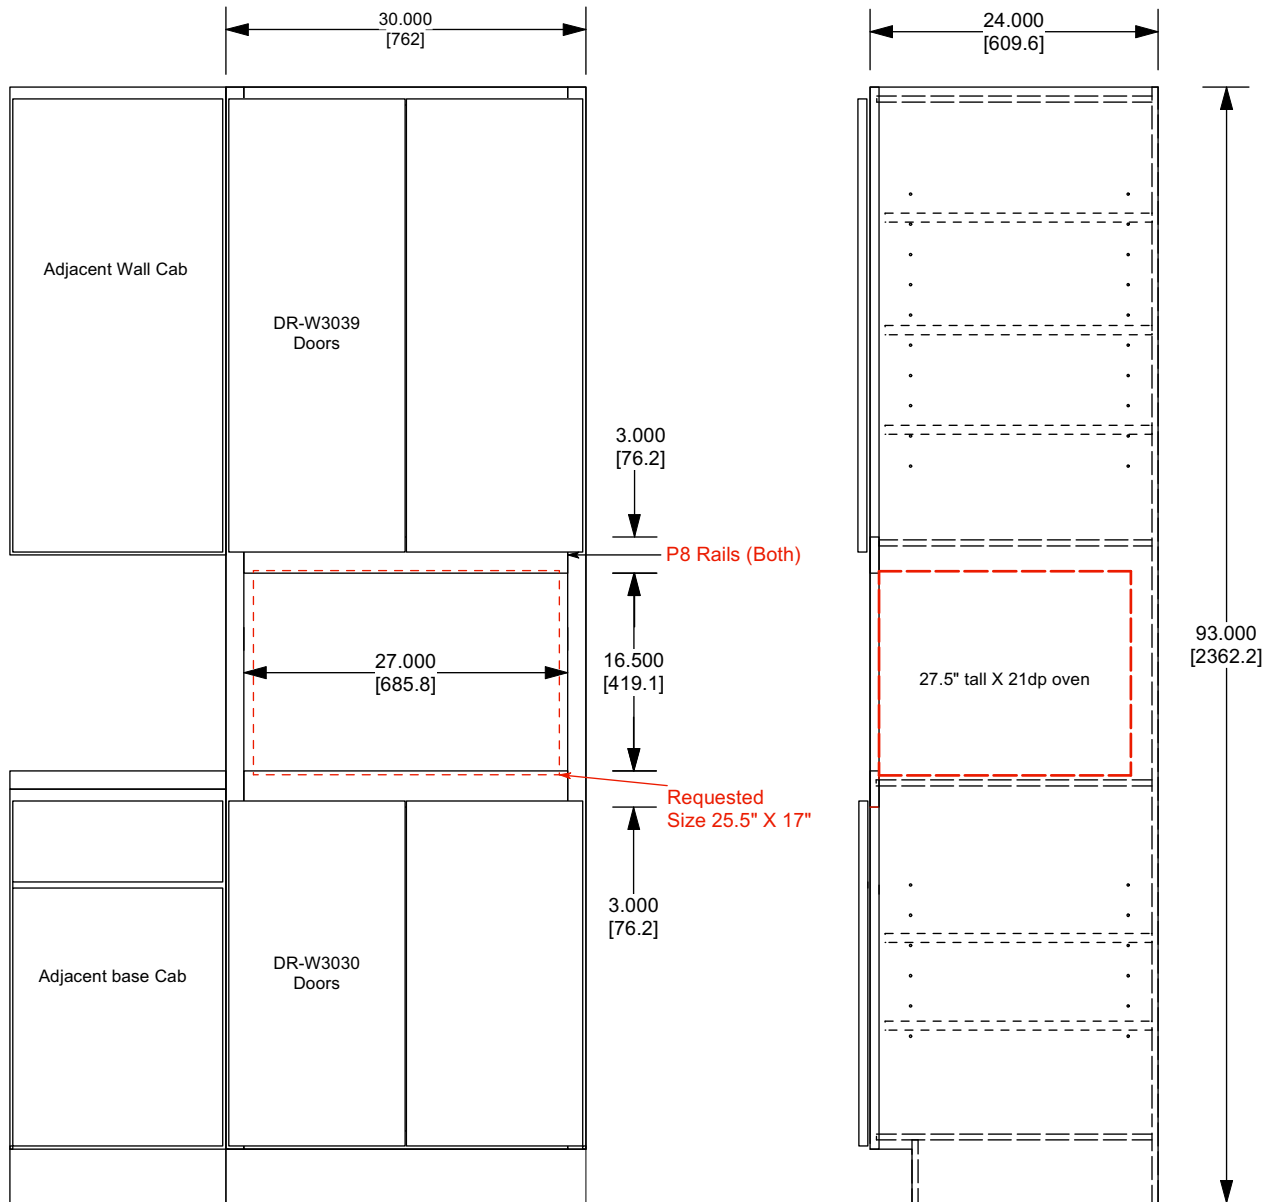 30.000
[762]
24.000
[609.6]
Adjacent Wall Cab
DR-W3039
Doors
3.000
[76.2]
P8 Rails (Both)
27.000
[685.8]
16.500
[419.1]
27.5" tall X 21dp oven
93.000
[2362.2]
Requested
Size 25.5" X 17"
3.000
[76.2]
Adjacent base Cab
DR-W3030
Doors